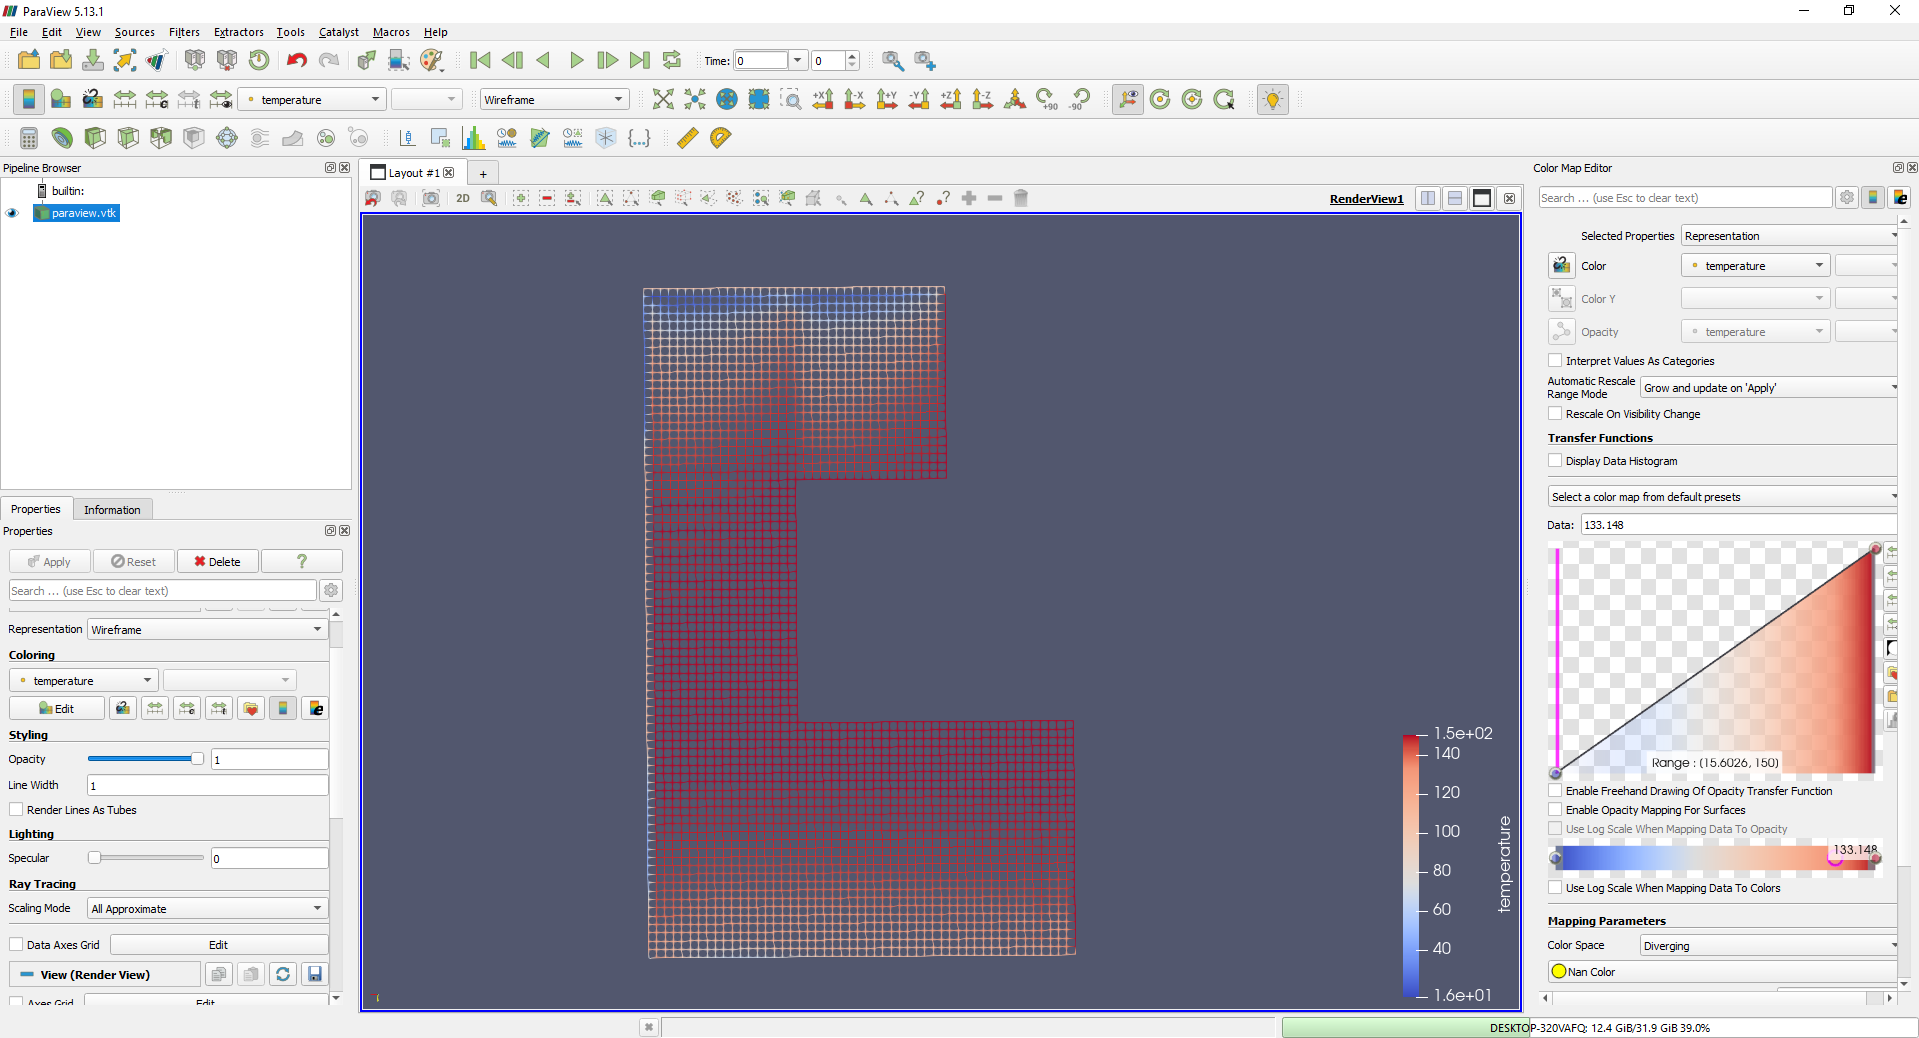 ParaView 5.13.1
File Edit View Sources Filters Extractors Tools Catalyst Macros Help
Time: 0 0
temperature Wireframe
+X -X +Y -Y +Z -Z +90 -90
Pipeline Browser
builtin:
paraview.vtk
Properties Information
Properties
Apply Reset Delete ?
Search ... (use Esc to clear text)
Representation Wireframe
Coloring
temperature
Edit
Styling
Opacity 1
Line Width 1
Render Lines As Tubes
Lighting
Specular 0
Ray Tracing
Scaling Mode All Approximate
Data Axes Grid Edit
View (Render View)
Axes Grid Edit
Layout #1 +
2D RenderView1
1.5e+02
140
120
100
80
60
40
1.6e+01
temperature
Color Map Editor
Search ... (use Esc to clear text)
Selected Properties Representation
Color temperature
Color Y
Opacity temperature
Interpret Values As Categories
Automatic Rescale
Range Mode Grow and update on 'Apply'
Rescale On Visibility Change
Transfer Functions
Display Data Histogram
Select a color map from default presets
Data: 133.148
Range : (15.6026, 150)
Enable Freehand Drawing Of Opacity Transfer Function
Enable Opacity Mapping For Surfaces
Use Log Scale When Mapping Data To Opacity
133.148
Use Log Scale When Mapping Data To Colors
Mapping Parameters
Color Space Diverging
Nan Color
DESKTOP-320VAFQ: 12.4 GiB/31.9 GiB 39.0%